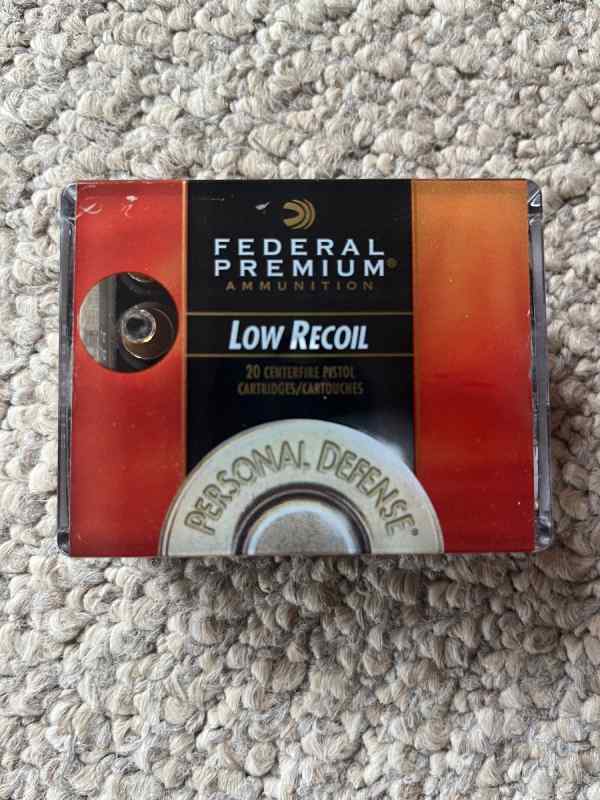 FEDERAL
PREMIUM®
AMMUNITION
LOW RECOIL
20 CENTERFIRE PISTOL
CARTRIDGES/CARTOUCHES
PERSONAL DEFENSE®